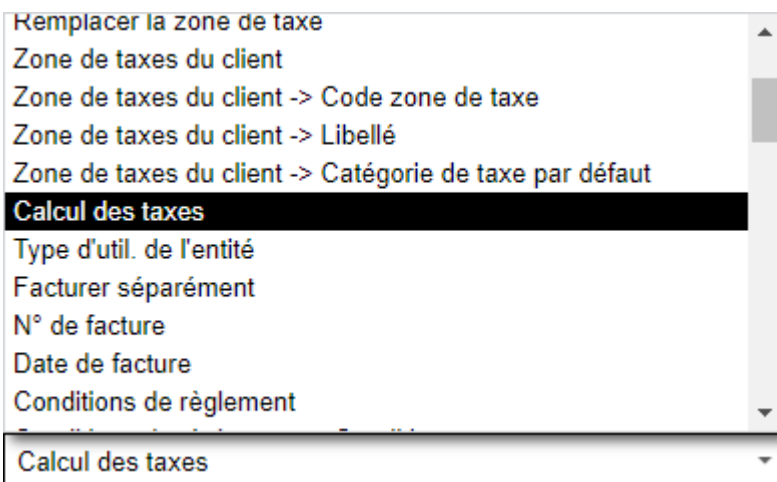 Remplacer la zone de taxe
Zone de taxes du client
Zone de taxes du client -> Code zone de taxe
Zone de taxes du client -> Libellé
Zone de taxes du client -> Catégorie de taxe par défaut
Calcul des taxes
Type d'util. de l'entité
Facturer séparément
N° de facture
Date de facture
Conditions de règlement
Calcul des taxes